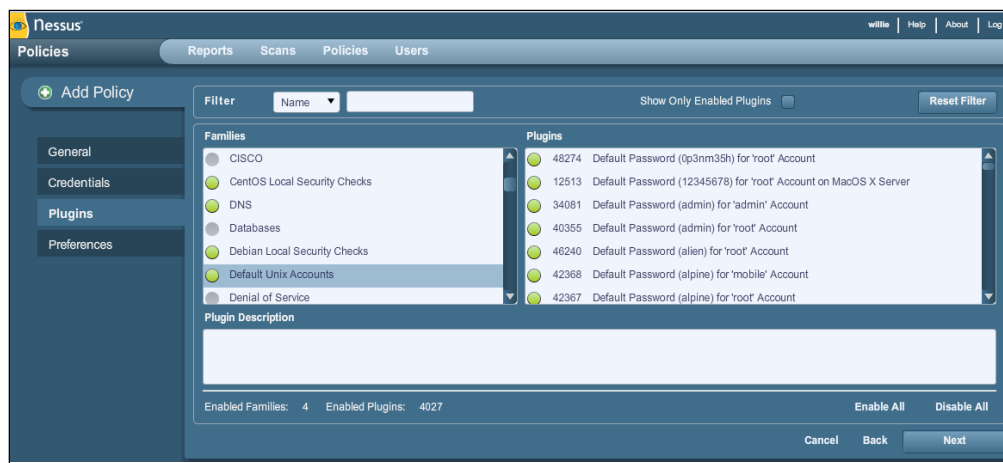 nessus
willie Help About Log
Policies Reports Scans Policies Users
Add Policy
General
Credentials
Plugins
Preferences
Filter Name Show Only Enabled Plugins Reset Filter
Families
CISCO
CentOS Local Security Checks
DNS
Databases
Debian Local Security Checks
Default Unix Accounts
Denial of Service
Plugins
48274 Default Password (0p3nm35h) for 'root' Account
12513 Default Password (12345678) for 'root' Account on MacOS X Server
34081 Default Password (admin) for 'admin' Account
40355 Default Password (admin) for 'root' Account
46240 Default Password (alien) for 'root' Account
42368 Default Password (alpine) for 'mobile' Account
42367 Default Password (alpine) for 'root' Account
Plugin Description
Enabled Families: 4 Enabled Plugins: 4027 Enable All Disable All
Cancel Back Next